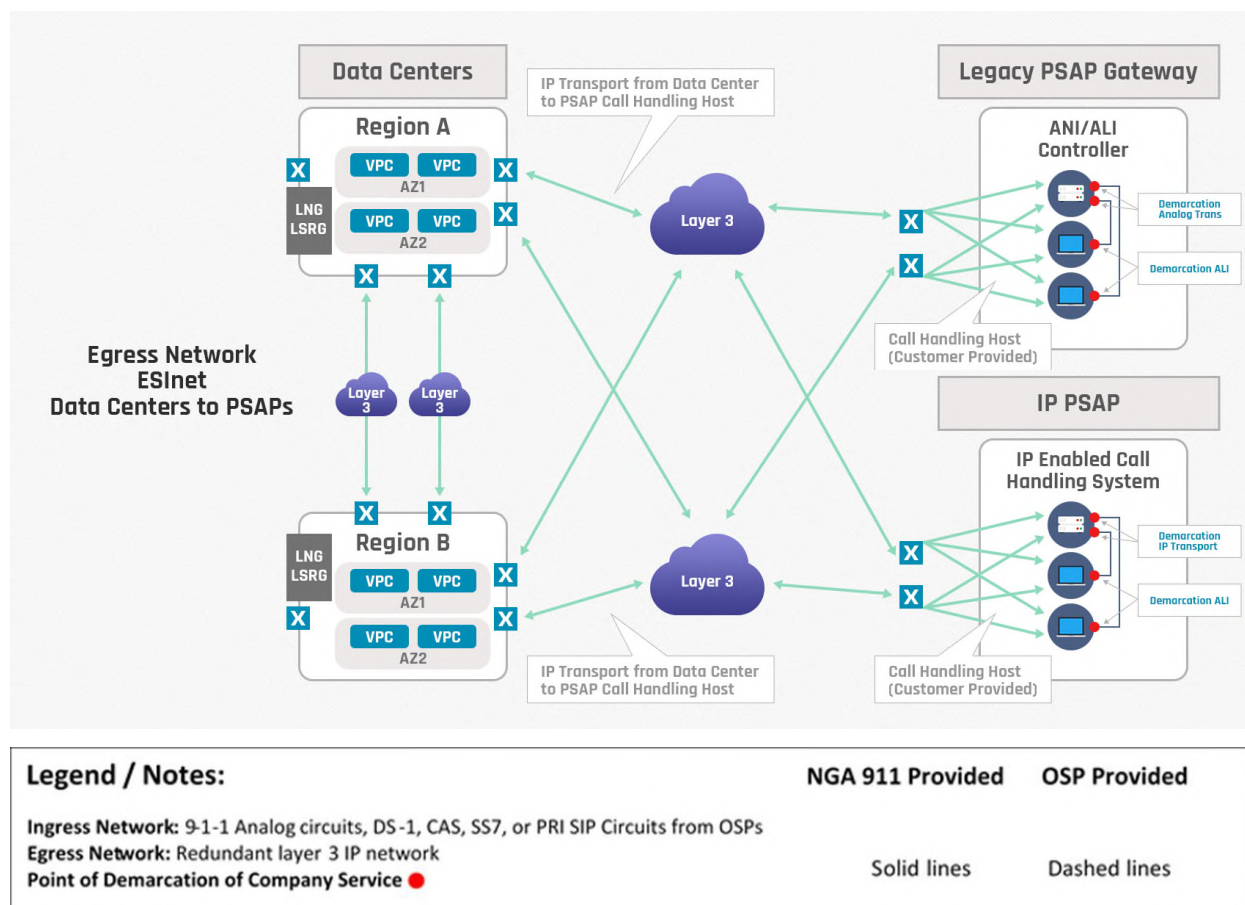 Data Centers
IP Transport from Data Center
to PSAP Call Handling Host
Legacy PSAP Gateway
Region A
X
VPC VPC
AZ1
X
LNG
LSRG
VPC VPC
AZ2
X
X X
Layer 3
ANI/ALI
Controller
X
X
Demarcation
Analog Trans
Demarcation ALI
Call Handling Host
(Customer Provided)
Egress Network
ESInet
Data Centers to PSAPs
Layer
3
Layer
3
IP PSAP
X X
Region B
LNG
LSRG
X
VPC VPC
AZ1
X
VPC VPC
AZ2
X
Layer 3
IP Transport from Data Center
to PSAP Call Handling Host
IP Enabled Call
Handling System
X
X
Demarcation
IP Transport
Demarcation ALI
Call Handling Host
(Customer Provided)
Legend / Notes:
NGA 911 Provided OSP Provided
Ingress Network: 9-1-1 Analog circuits, DS-1, CAS, SS7, or PRI SIP Circuits from OSPs
Egress Network: Redundant layer 3 IP network
Solid lines Dashed lines
Point of Demarcation of Company Service